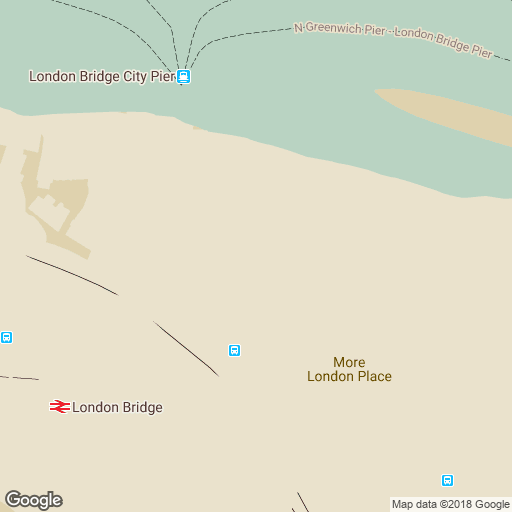 N Greenwich Pier - London Bridge Pier
London Bridge City Pier
More
London Place
London Bridge
Google
Map data ©2018 Google